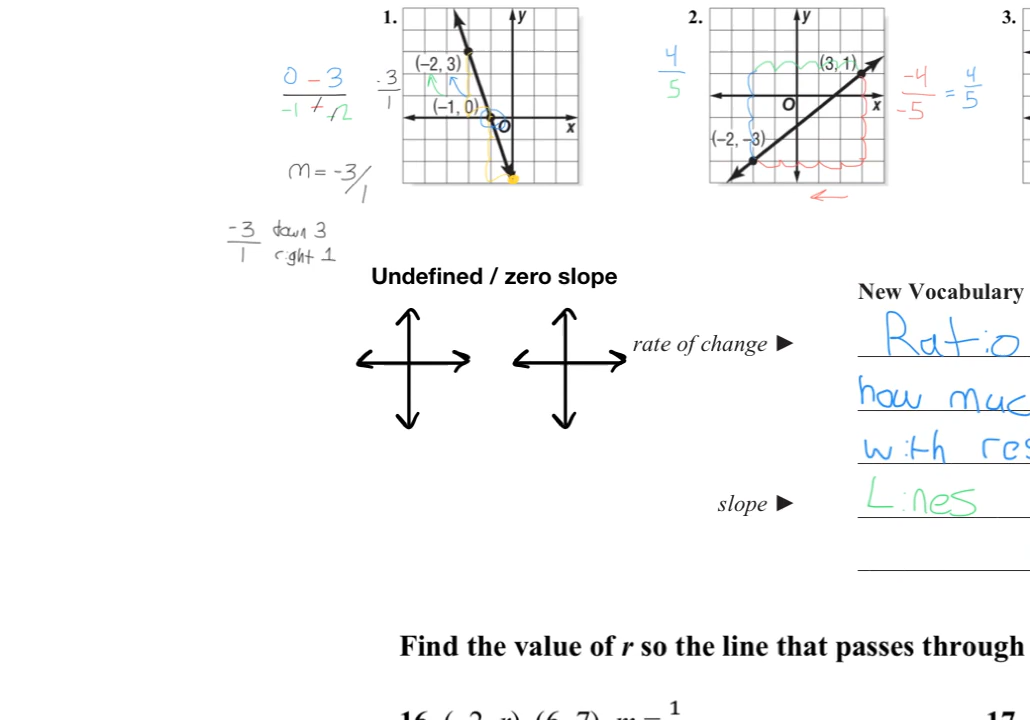 1.
y
(-2, 3)
(-1, 0)
O
x
0 - 3
-1 + 2
-3
1
m = -3/1
-3 down 3
1 right 1
2.
y
(3, 1)
O
x
(-2, -3)
4
5
-4 = 4
-5 5
3.
Undefined / zero slope
New Vocabulary
rate of change ▶
Ratio
how muc
with res
slope ▶
Lines
Find the value of r so the line that passes through
1
17